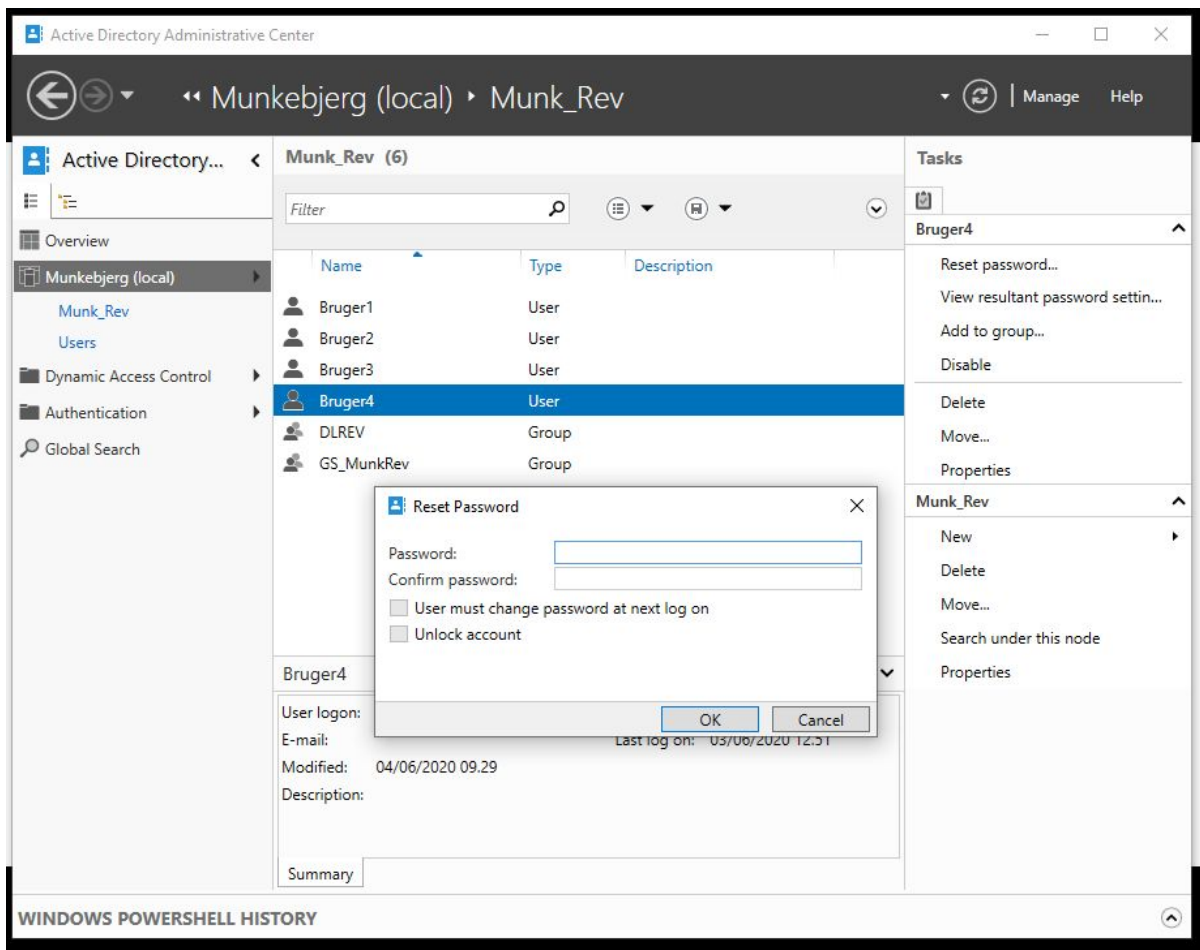 Active Directory Administrative Center
Munkebjerg (local) Munk_Rev
Manage Help
Active Directory...
Overview
Munkebjerg (local)
Munk_Rev
Users
Dynamic Access Control
Authentication
Global Search
Munk_Rev (6)
Filter
Name Type Description
Bruger1 User
Bruger2 User
Bruger3 User
Bruger4 User
DLREV Group
GS_MunkRev Group
Reset Password
Password:
Confirm password:
User must change password at next log on
Unlock account
OK Cancel
Bruger4
User logon:
E-mail: Last log on: 03/06/2020 12.51
Modified: 04/06/2020 09.29
Description:
Summary
Tasks
Bruger4
Reset password...
View resultant password settin...
Add to group...
Disable
Delete
Move...
Properties
Munk_Rev
New
Delete
Move...
Search under this node
Properties
WINDOWS POWERSHELL HISTORY